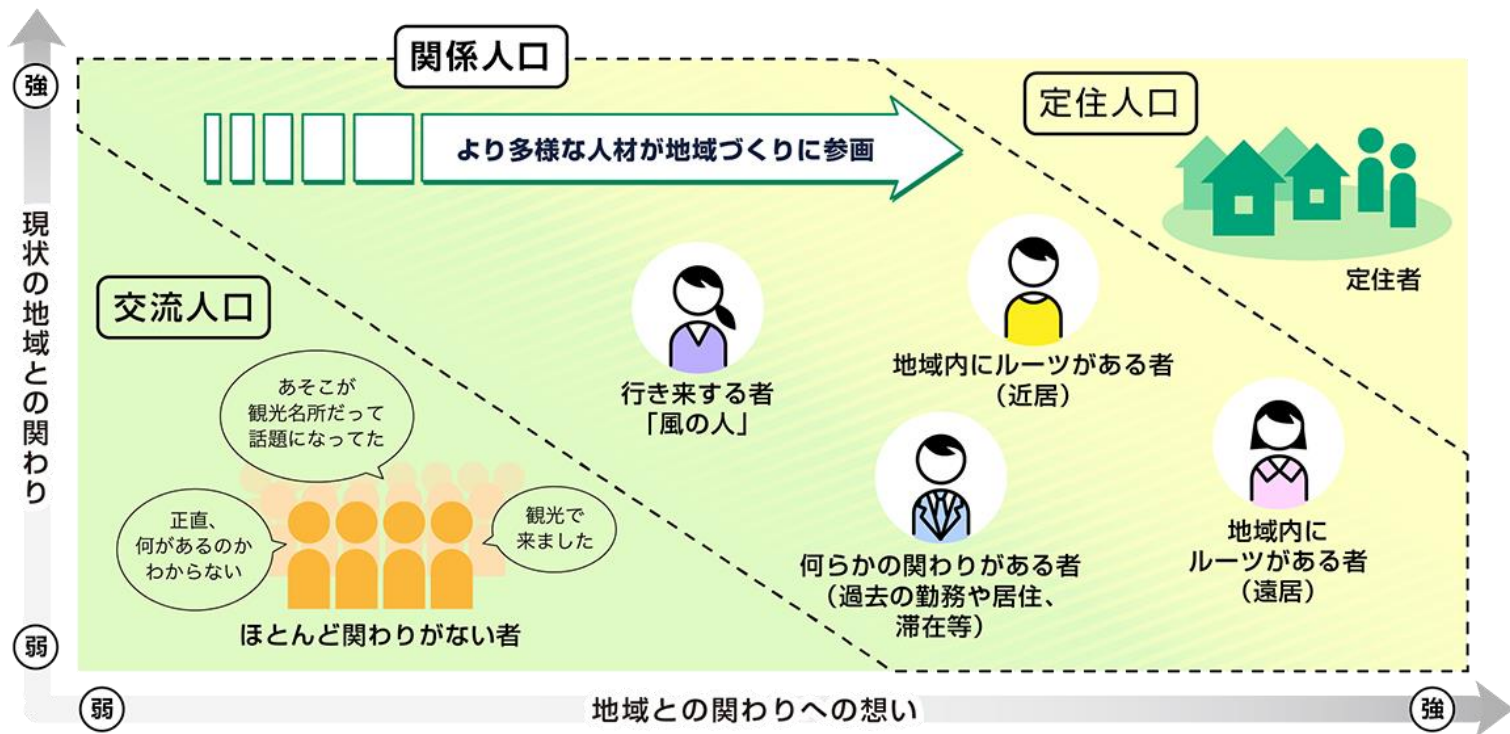 関係人口
強
定住人口
より多様な人材が地域づくりに参画
定住者
現状の地域との関わり
交流人口
行き来する者
「風の人」
地域内にルーツがある者
（近居）
あそこが
観光名所だって
話題になってた
正直、
何があるのか
わからない
観光で
来ました
ほとんど関わりがない者
何らかの関わりがある者
（過去の勤務や居住、
滞在等）
地域内に
ルーツがある者
（遠居）
弱
弱
地域との関わりへの想い
強